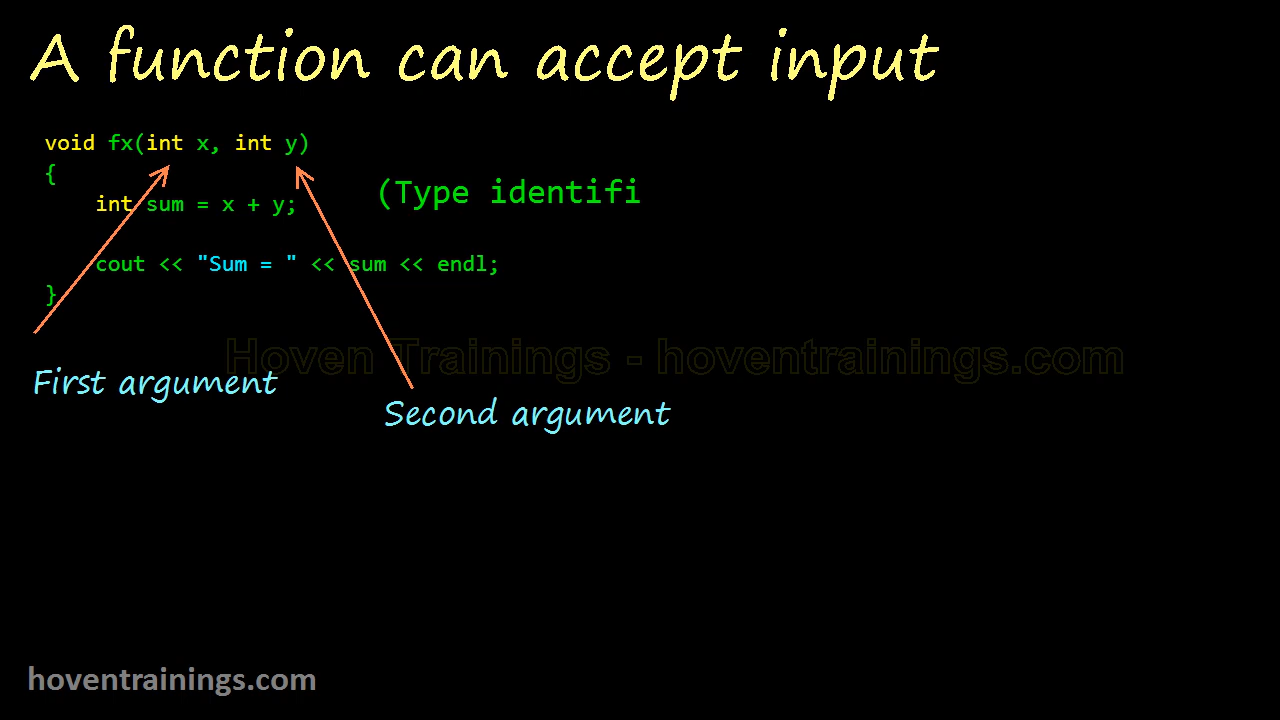 A function can accept input
void fx(int x, int y)
{
(Type identifi
int sum = x + y;
cout << "Sum = " << sum << endl;
}
Hoven Trainings - hoventrainings.com
First argument
Second argument
hoventrainings.com